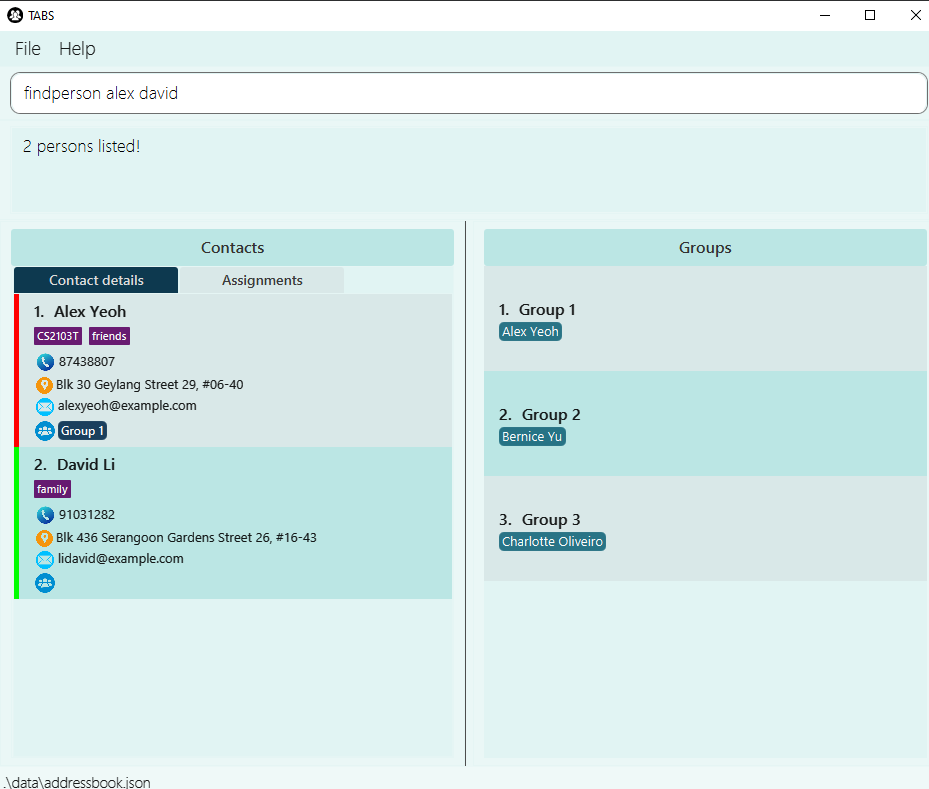 TABS
File Help
findperson alex david
2 persons listed!
Contacts
Contact details Assignments
1. Alex Yeoh
CS2103T friends
87438807
Blk 30 Geylang Street 29, #06-40
alexyeoh@example.com
Group 1
2. David Li
family
91031282
Blk 436 Serangoon Gardens Street 26, #16-43
lidavid@example.com
Groups
1. Group 1
Alex Yeoh
2. Group 2
Bernice Yu
3. Group 3
Charlotte Oliveiro
.\data\addressbook.json